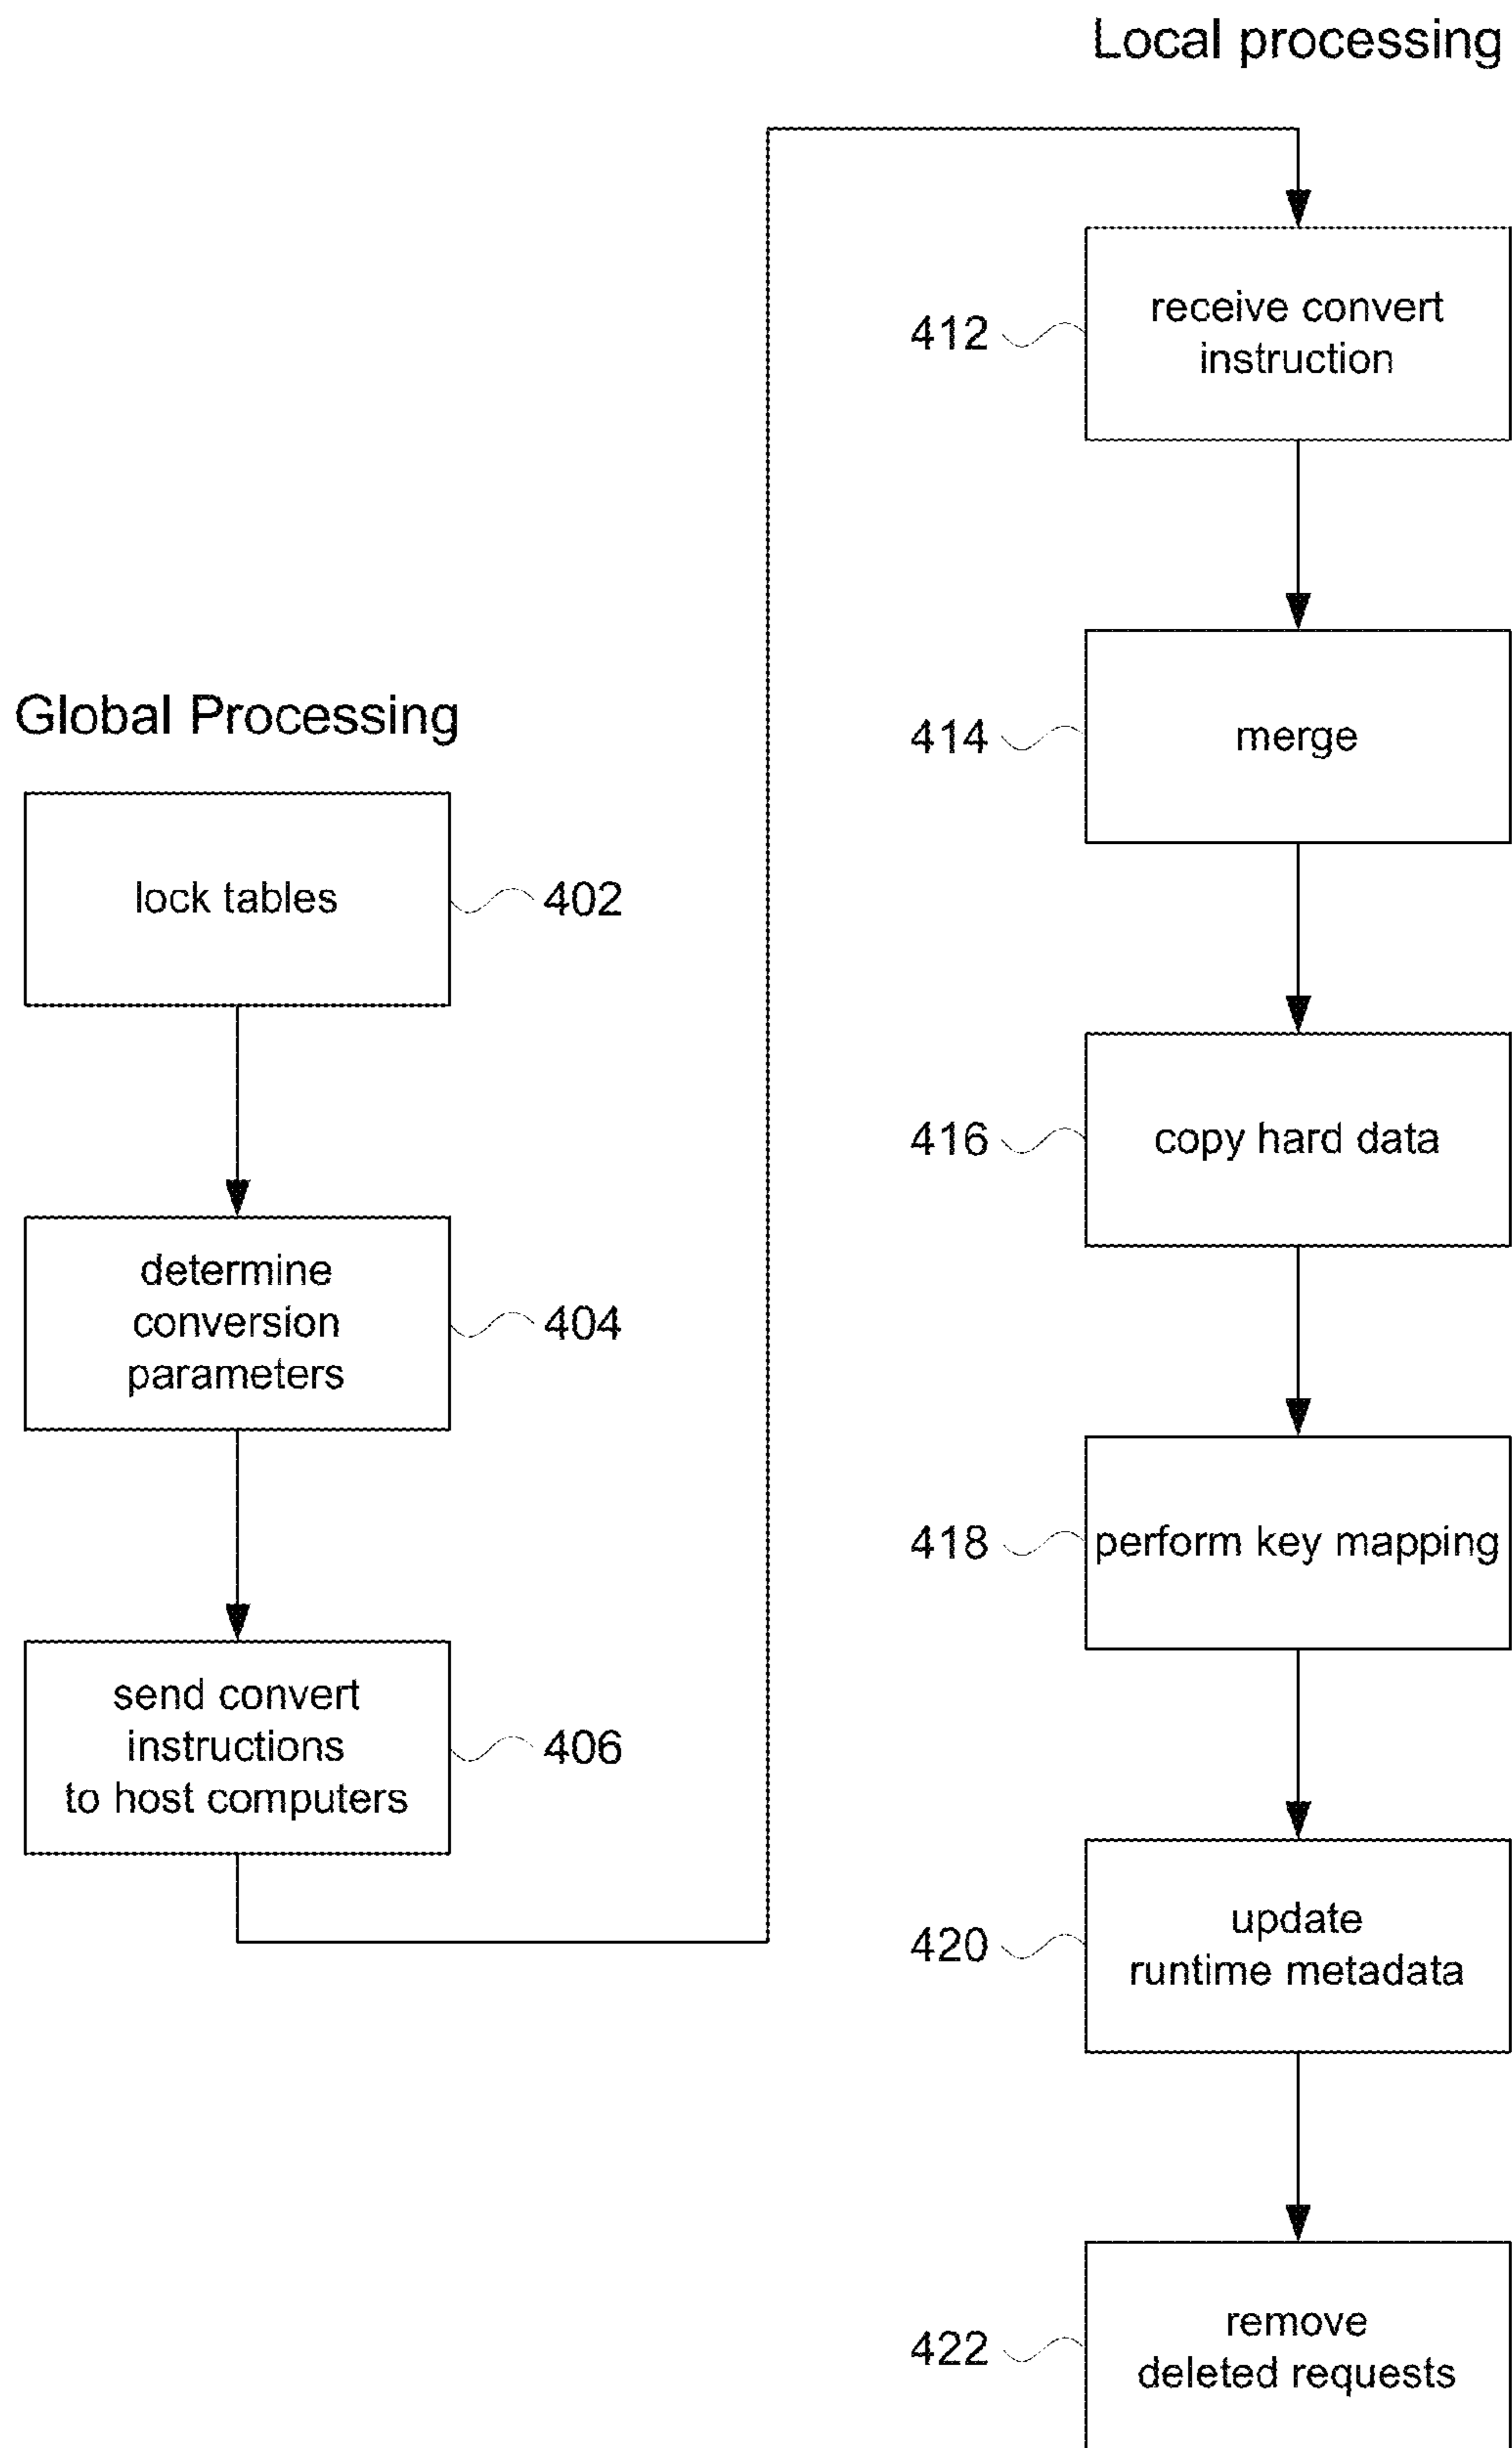 Global Processing
lock tables
402
determine
conversion
parameters
404
send convert
instructions
to host computers
406
Local processing
receive convert
instruction
412
merge
414
copy hard data
416
perform key mapping
418
update
runtime metadata
420
remove
deleted requests
422